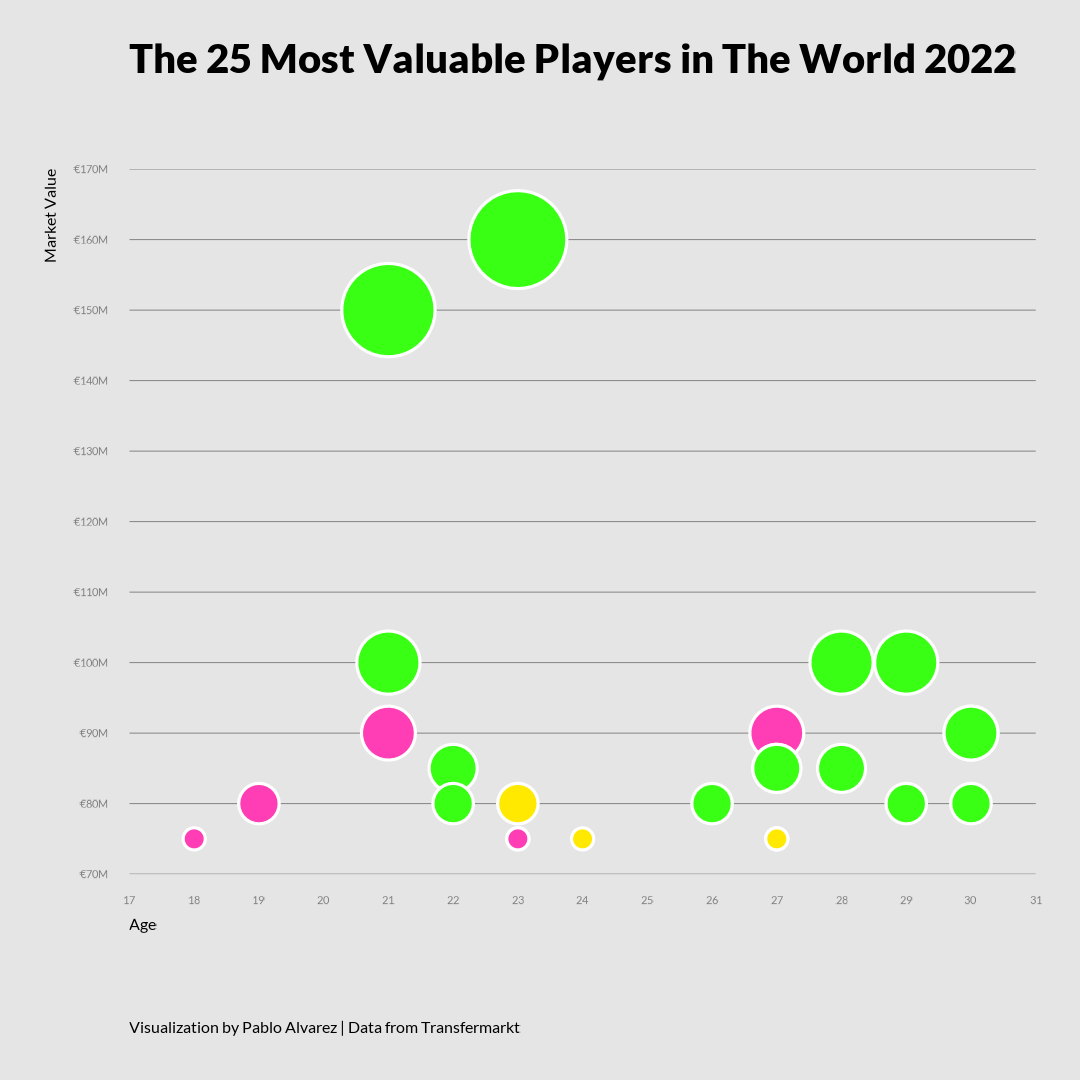 The 25 Most Valuable Players in The World 2022
Market Value
€170M
€160M
€150M
€140M
€130M
€120M
€110M
€100M
€90M
€80M
€70M
17 18 19 20 21 22 23 24 25 26 27 28 29 30 31
Age
Visualization by Pablo Alvarez | Data from Transfermarkt